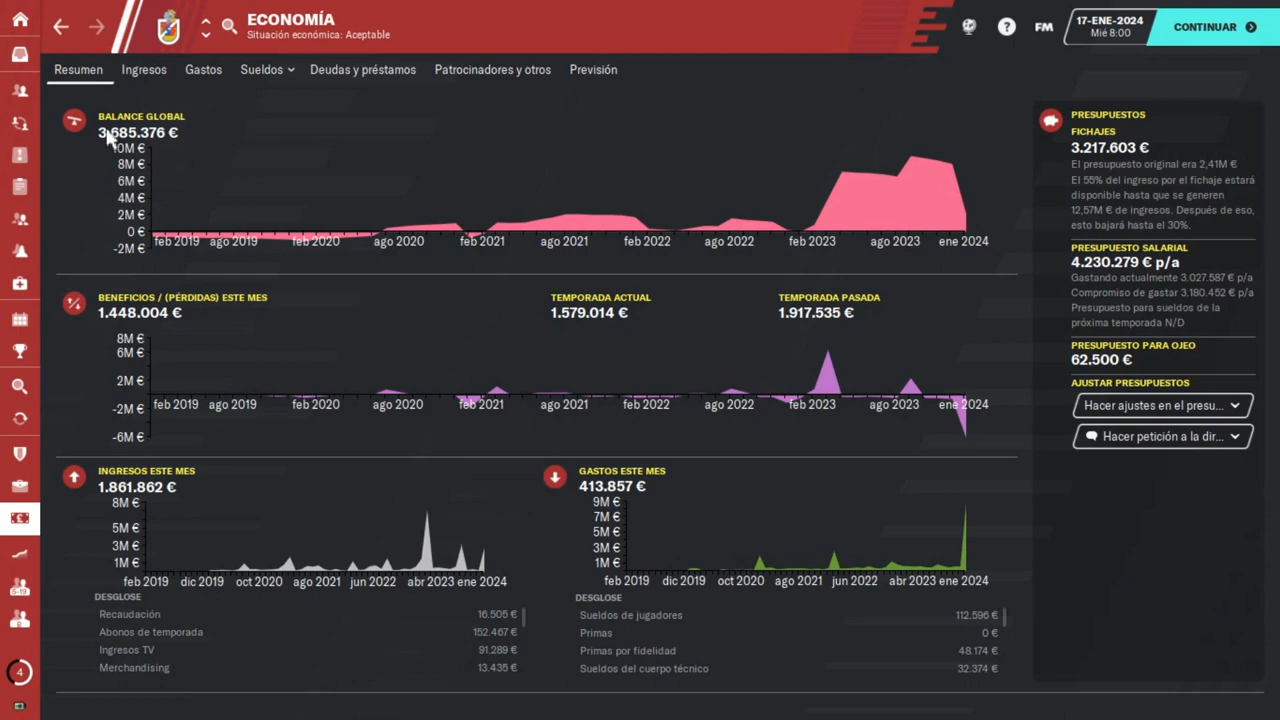 ECONOMÍA
Situación económica: Aceptable
FM
17-ENE-2024
Mié 8:00
CONTINUAR
Resumen
Ingresos
Gastos
Sueldos
Deudas y préstamos
Patrocinadores y otros
Previsión
BALANCE GLOBAL
3.685.376 €
10M €
8M €
6M €
4M €
2M €
0 €
-2M €
feb 2019 ago 2019 feb 2020 ago 2020 feb 2021 ago 2021 feb 2022 ago 2022 feb 2023 ago 2023 ene 2024
BENEFICIOS / (PÉRDIDAS) ESTE MES
1.448.004 €
TEMPORADA ACTUAL
1.579.014 €
TEMPORADA PASADA
1.917.535 €
8M €
6M €
2M €
-2M €
-6M €
feb 2019 ago 2019 feb 2020 ago 2020 feb 2021 ago 2021 feb 2022 ago 2022 feb 2023 ago 2023 ene 2024
INGRESOS ESTE MES
1.861.862 €
8M €
5M €
3M €
1M €
feb 2019 dic 2019 oct 2020 ago 2021 jun 2022 abr 2023 ene 2024
DESGLOSE
Recaudación 16.505 €
Abonos de temporada 152.467 €
Ingresos TV 91.289 €
Merchandising 13.435 €
GASTOS ESTE MES
413.857 €
9M €
7M €
5M €
3M €
1M €
feb 2019 dic 2019 oct 2020 ago 2021 jun 2022 abr 2023 ene 2024
DESGLOSE
Sueldos de jugadores 112.596 €
Primas 0 €
Primas por fidelidad 48.174 €
Sueldos del cuerpo técnico 32.374 €
PRESUPUESTOS
FICHAJES
3.217.603 €
El presupuesto original era 2,41M €
El 55% del ingreso por el fichaje estará
disponible hasta que se generen
12,57M € de ingresos. Después de eso,
esto bajará hasta el 30%.
PRESUPUESTO SALARIAL
4.230.279 € p/a
Gastando actualmente 3.027.587 € p/a
Compromiso de gastar 3.180.452 € p/a
Presupuesto para sueldos de la
próxima temporada N/D
PRESUPUESTO PARA OJEO
62.500 €
AJUSTAR PRESUPUESTOS
Hacer ajustes en el presu...
Hacer petición a la dir...
4